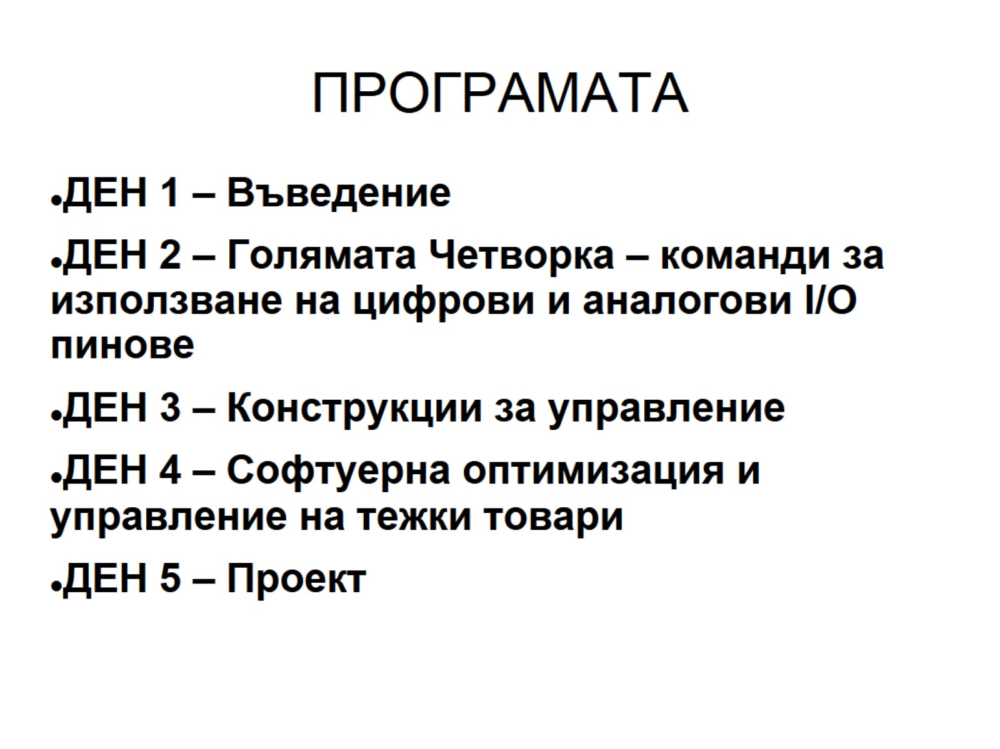 ПРОГРАМАТА
•ДЕН 1 – Въведение
•ДЕН 2 – Голямата Четворка – команди за
използване на цифрови и аналогови I/O
пинове
•ДЕН 3 – Конструкции за управление
•ДЕН 4 – Софтуерна оптимизация и
управление на тежки товари
•ДЕН 5 – Проект